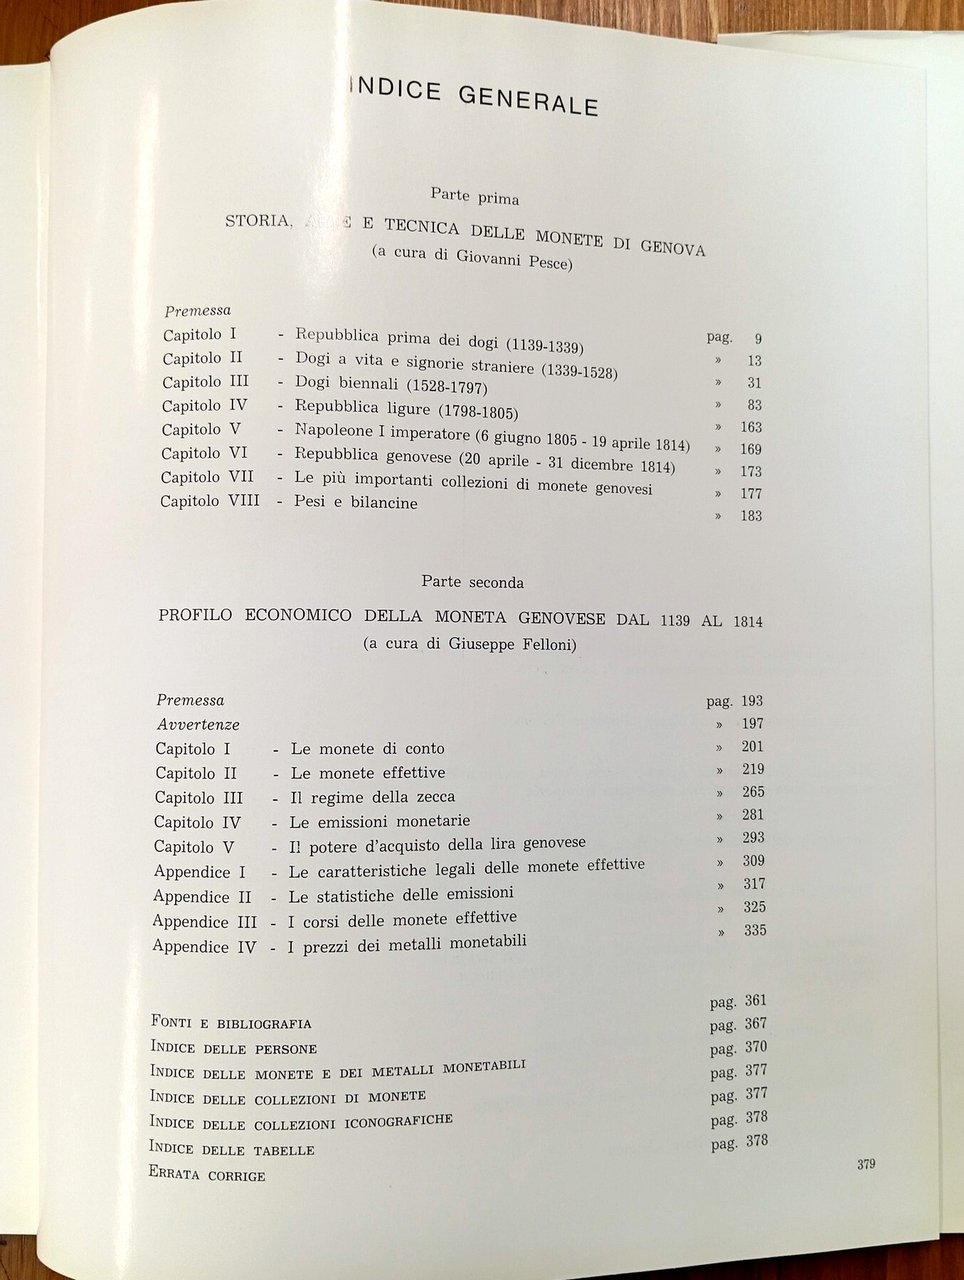 INDICE GENERALE
Parte prima
STORIA, E TECNICA DELLE MONETE DI GENOVA
(a cura di Giovanni Pesce)
Premessa pag. 9
Capitolo I - Repubblica prima dei dogi (1139-1339) » 13
Capitolo II - Dogi a vita e signorie straniere (1339-1528) » 31
Capitolo III - Dogi biennali (1528-1797) » 83
Capitolo IV - Repubblica ligure (1798-1805) » 163
Capitolo V - Napoleone I imperatore (6 giugno 1805 - 19 aprile 1814) » 169
Capitolo VI - Repubblica genovese (20 aprile - 31 dicembre 1814) » 173
Capitolo VII - Le più importanti collezioni di monete genovesi » 177
Capitolo VIII - Pesi e bilancine » 183
Parte seconda
PROFILO ECONOMICO DELLA MONETA GENOVESE DAL 1139 AL 1814
(a cura di Giuseppe Felloni)
Premessa pag. 193
Avvertenze » 197
Capitolo I - Le monete di conto » 201
Capitolo II - Le monete effettive » 219
Capitolo III - Il regime della zecca » 265
Capitolo IV - Le emissioni monetarie » 281
Capitolo V - Il potere d'acquisto della lira genovese » 293
Appendice I - Le caratteristiche legali delle monete effettive » 309
Appendice II - Le statistiche delle emissioni » 317
Appendice III - I corsi delle monete effettive » 325
Appendice IV - I prezzi dei metalli monetabili » 335
FONTI E BIBLIOGRAFIA pag. 361
INDICE DELLE PERSONE pag. 367
INDICE DELLE MONETE E DEI METALLI MONETABILI pag. 370
INDICE DELLE COLLEZIONI DI MONETE pag. 377
INDICE DELLE COLLEZIONI ICONOGRAFICHE pag. 377
INDICE DELLE TABELLE pag. 378
ERRATA CORRIGE pag. 378
379